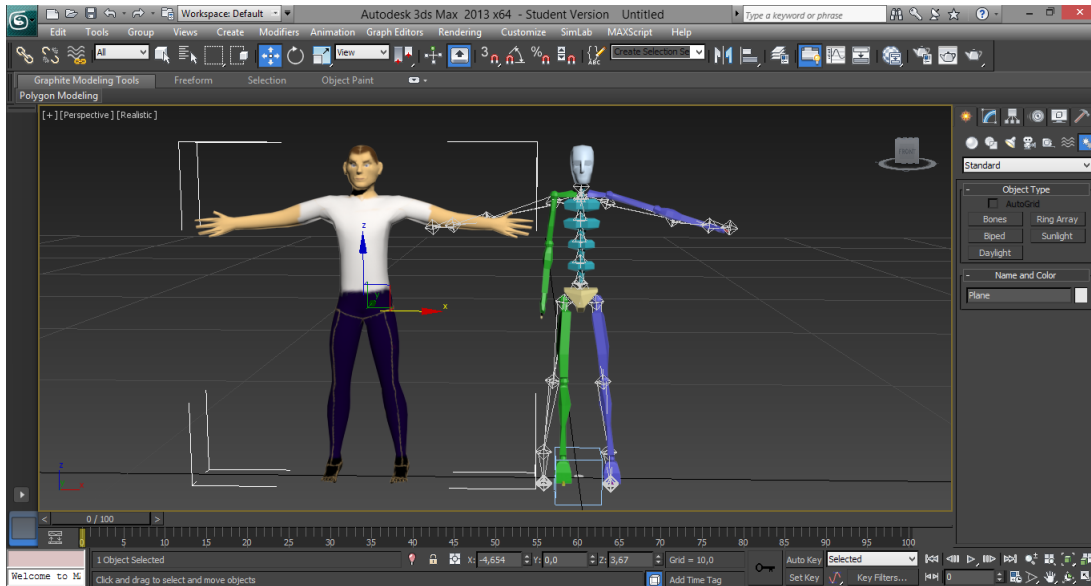 Workspace: Default
Autodesk 3ds Max 2013 x64 - Student Version Untitled
Type a keyword or phrase
Edit Tools Group Views Create Modifiers Animation Graph Editors Rendering Customize SimLab MAXScript Help
All
View
3
Create Selection Se
ABC
Graphite Modeling Tools Freeform Selection Object Paint
Polygon Modeling
[+] [Perspective] [Realistic]
Standard
- Object Type
AutoGrid
Bones Ring Array
Biped Sunlight
Daylight
- Name and Color
Plane
z
x
z
x
< 0 / 100 >
0 5 10 15 20 25 30 35 40 45 50 55 60 65 70 75 80 85 90 95 100
1 Object Selected
X: -4,654 Y: 0,0 Z: 3,67 Grid = 10,0
Auto Key Selected
Welcome to M
Click and drag to select and move objects
Add Time Tag
Set Key Key Filters...
0